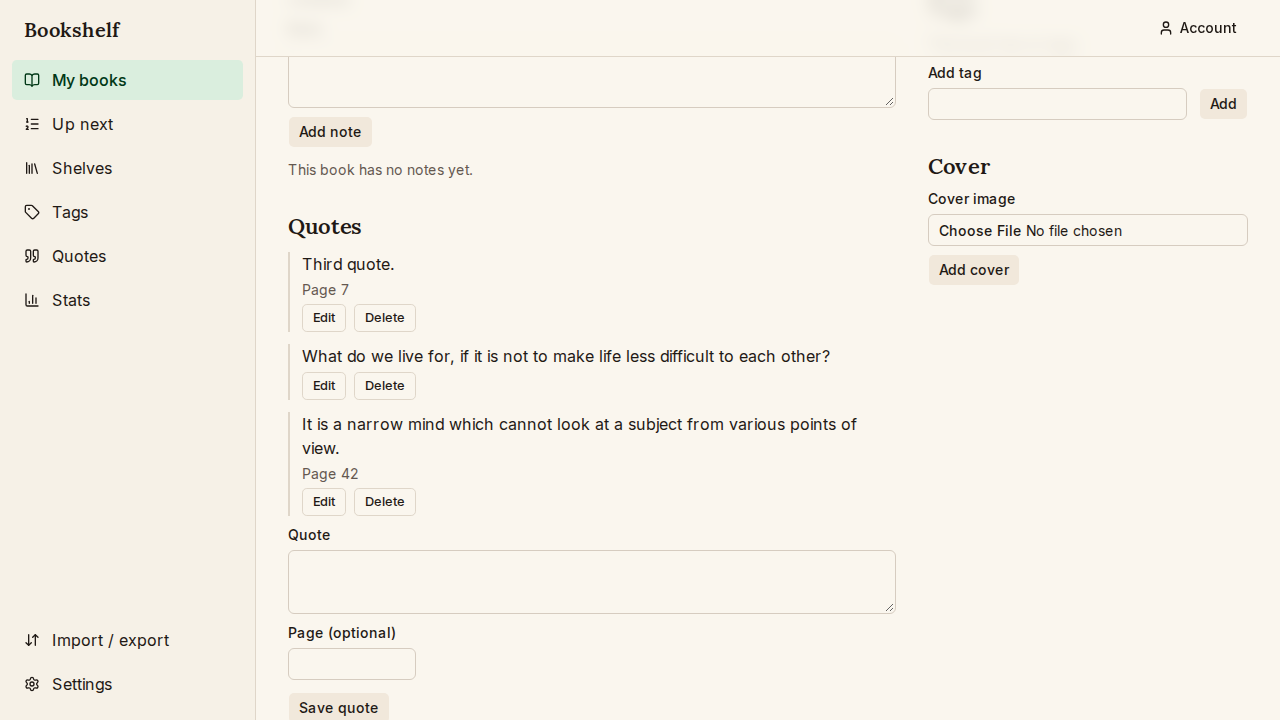 Bookshelf
My books
Up next
Shelves
Tags
Quotes
Stats
Import / export
Settings
Account
Add note
This book has no notes yet.
Quotes
Third quote.
Page 7
Edit
Delete
What do we live for, if it is not to make life less difficult to each other?
Edit
Delete
It is a narrow mind which cannot look at a subject from various points of
view.
Page 42
Edit
Delete
Quote
Page (optional)
Save quote
Add tag
Add
Cover
Cover image
Choose File No file chosen
Add cover